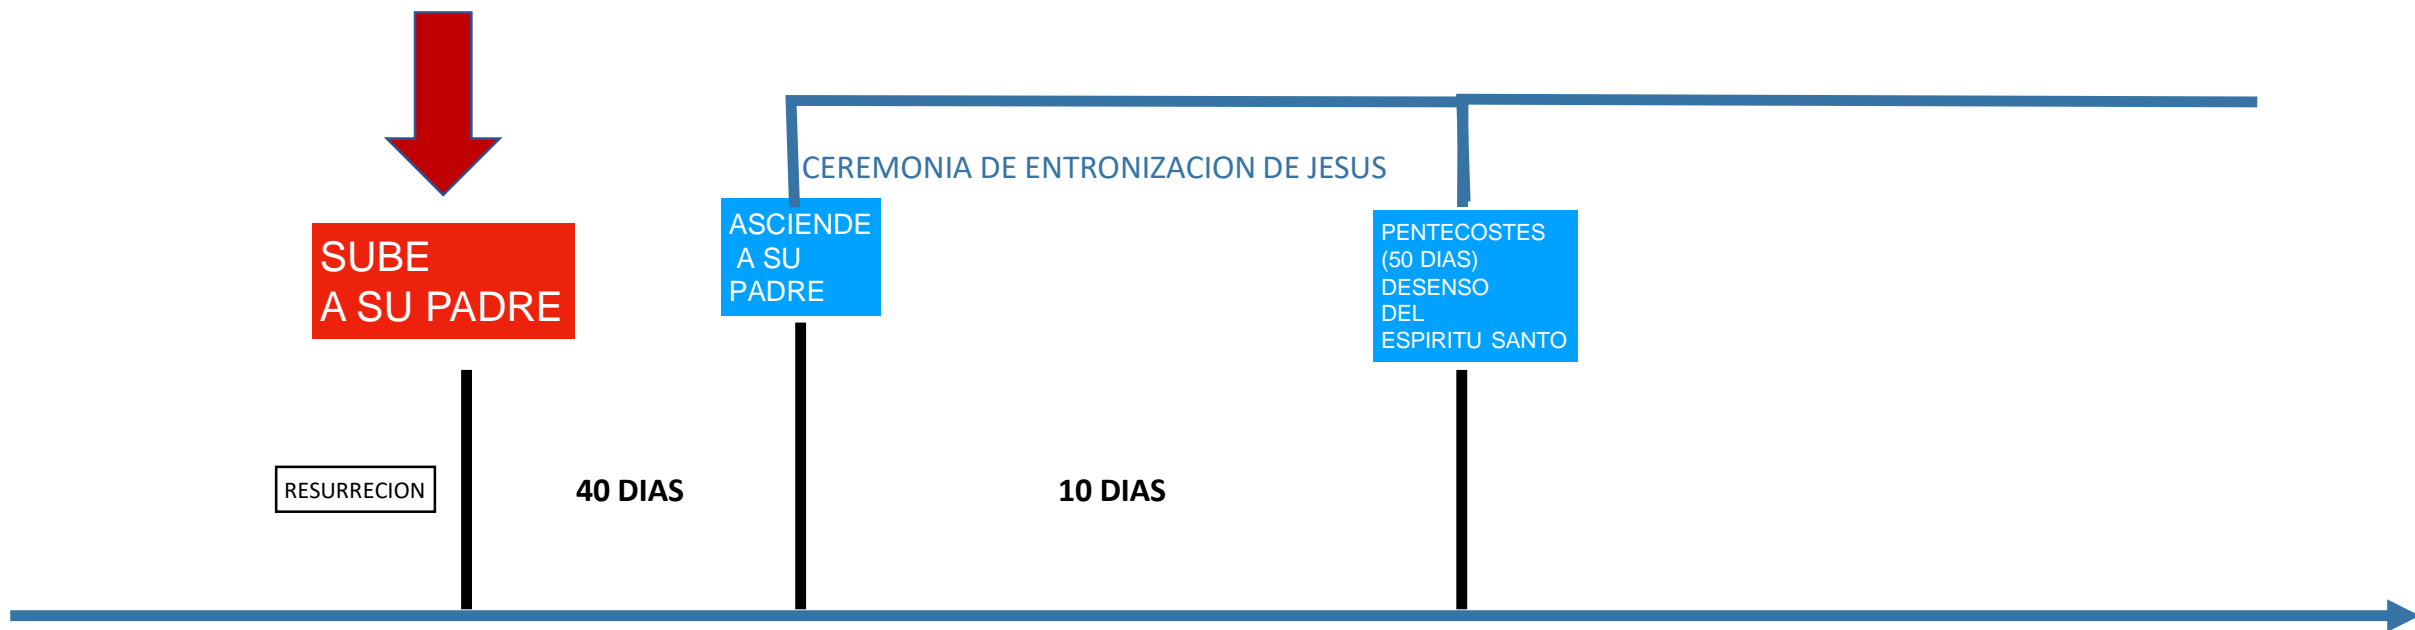 CEREMONIA DE ENTRONIZACION DE JESUS
SUBE
A SU PADRE
ASCIENDE
A SU
PADRE
PENTECOSTES
(50 DIAS)
DESENSO
DEL
ESPIRITU SANTO
RESURRECION
40 DIAS
10 DIAS